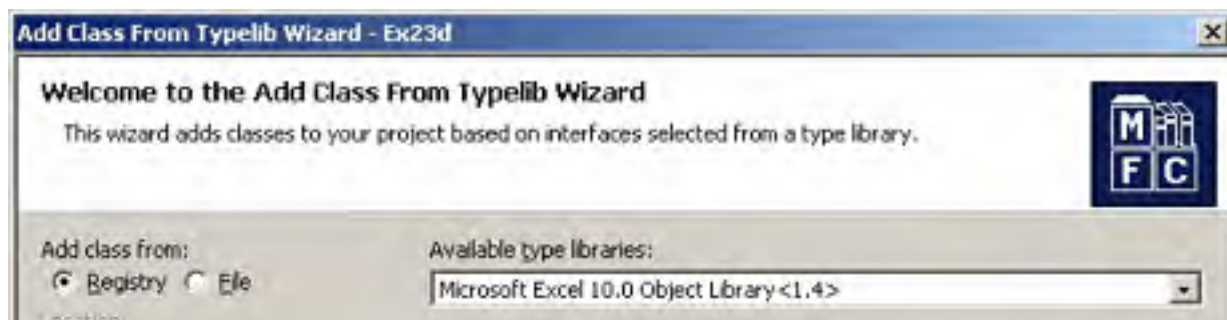 Add Class From Typelib Wizard - Ex23d
Welcome to the Add Class From Typelib Wizard
This wizard adds classes to your project based on interfaces selected from a type library.
M
F C
Add class from:
Available type libraries:
Registry File
Microsoft Excel 10.0 Object Library<1.4>